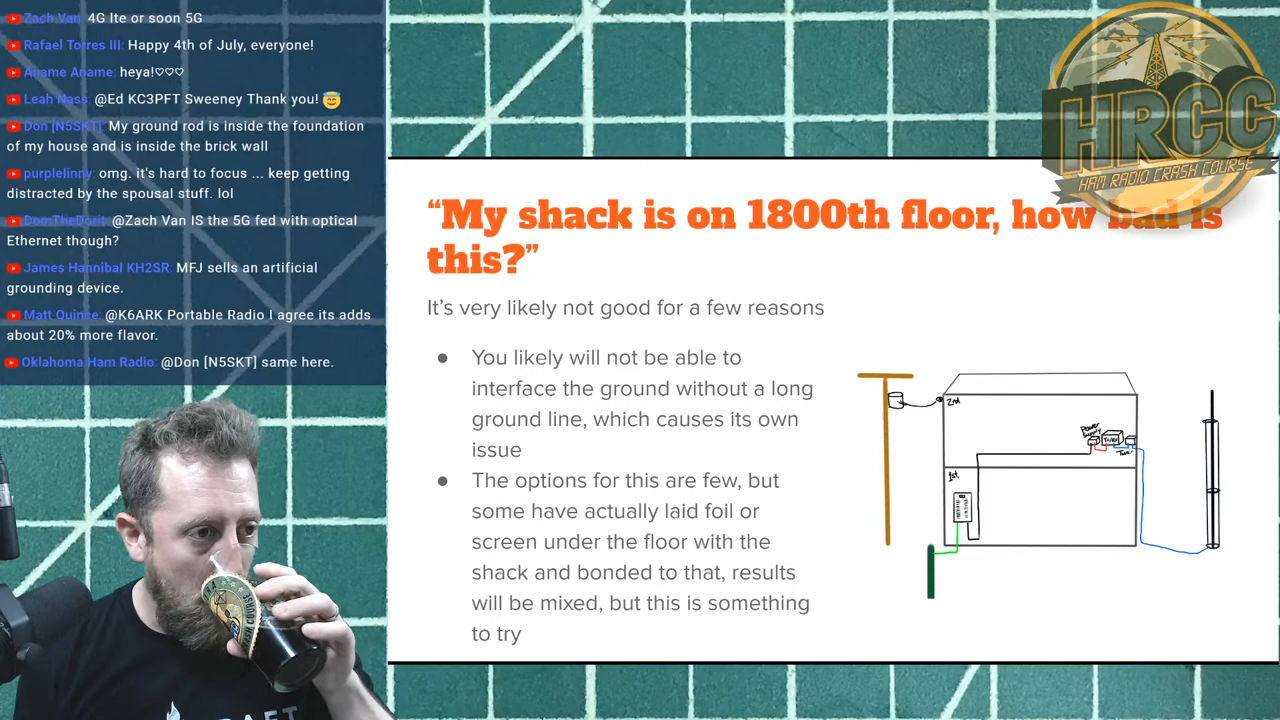 Zach Van 4G lte or soon 5G
Rafael Torres III: Happy 4th of July, everyone!
Aname Aname: heya!♡♡♡
Leah Nass: @Ed KC3PFT Sweeney Thank you! 😇
Don [N5SKT] My ground rod is inside the foundation
of my house and is inside the brick wall
purplelinny: omg. it's hard to focus ... keep getting
distracted by the spousal stuff. lol
DomTheDorit: @Zach Van IS the 5G fed with optical
Ethernet though?
James Hannibal KH2SR: MFJ sells an artificial
grounding device.
Matt Quince: @K6ARK Portable Radio I agree its adds
about 20% more flavor.
Oklahoma Ham Radio: @Don [N5SKT] same here.
HRCC
HAM RADIO CRASH COURSE
“My shack is on 1800th floor, how bad is
this?”
It’s very likely not good for a few reasons
● You likely will not be able to
interface the ground without a long
ground line, which causes its own
issue
● The options for this are few, but
some have actually laid foil or
screen under the floor with the
shack and bonded to that, results
will be mixed, but this is something
to try
2nd
Power
Supply
Tuner
1st